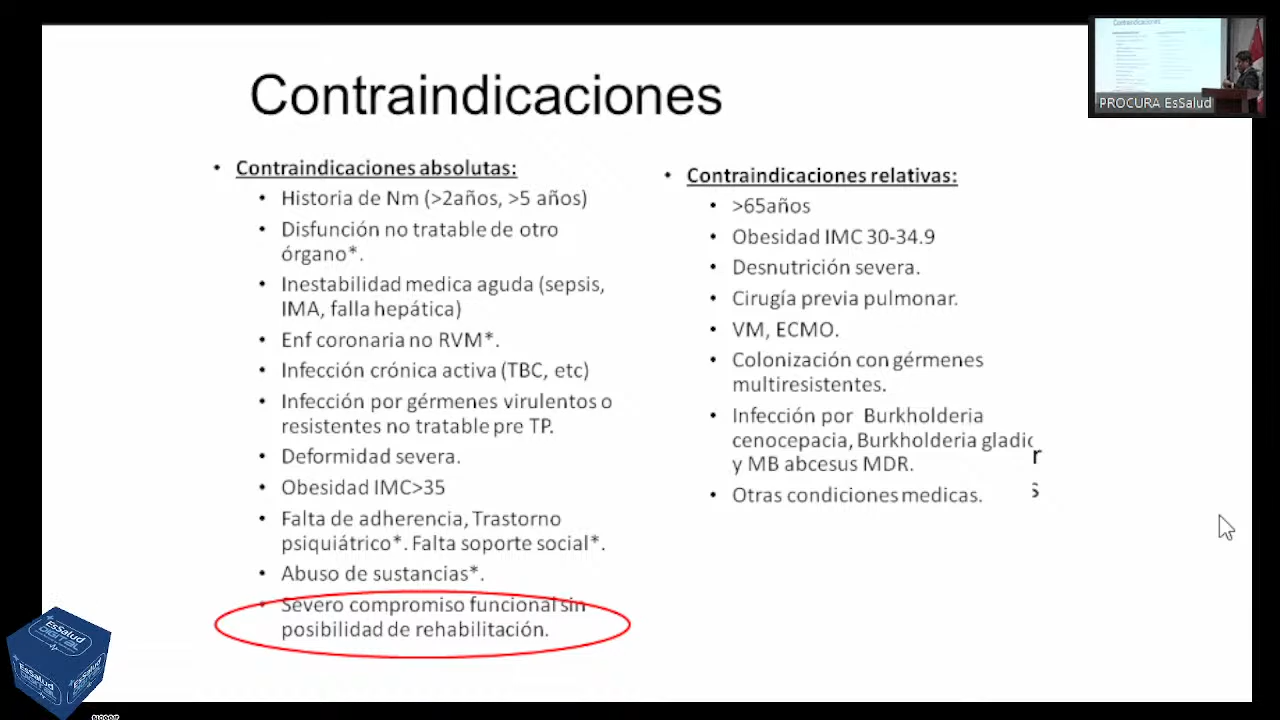 Contraindicaciones
Contraindicaciones absolutas:
Historia de Nm (>2años, >5 años)
Disfunción no tratable de otro
órgano*.
Inestabilidad medica aguda (sepsis,
IMA, falla hepática)
Enf coronaria no RVM*.
Infección crónica activa (TBC, etc)
Infección por gérmenes virulentos o
resistentes no tratable pre TP.
Deformidad severa.
Obesidad IMC>35
Falta de adherencia, Trastorno
psiquiátrico*. Falta soporte social*.
Abuso de sustancias*.
Severo compromiso funcional sin
posibilidad de rehabilitación.
Contraindicaciones relativas:
>65años
Obesidad IMC 30-34.9
Desnutrición severa.
Cirugía previa pulmonar.
VM, ECMO.
Colonización con gérmenes
multiresistentes.
Infección por Burkholderia
cenocepacia, Burkholderia gladic
y MB abcesus MDR.
Otras condiciones medicas.
r
s
Contraindicaciones
PROCURA EsSalud
EsSalud
DIGITAL
EsSalud
EsSalud